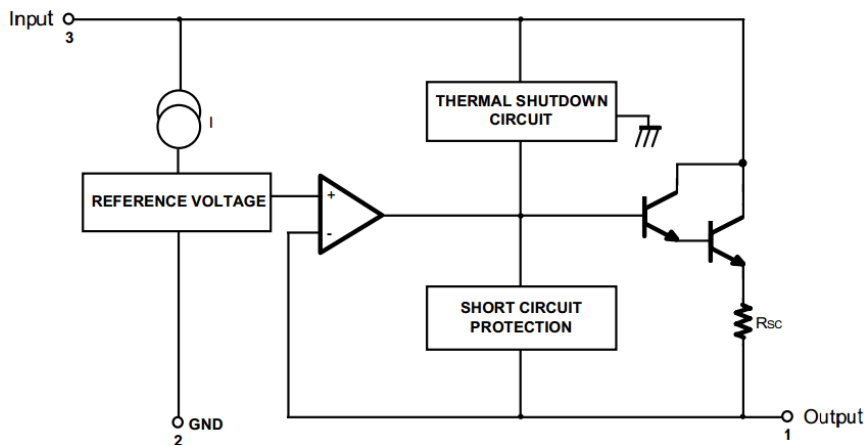 Input
3
I
THERMAL SHUTDOWN
CIRCUIT
REFERENCE VOLTAGE
+
-
SHORT CIRCUIT
PROTECTION
Rsc
GND
2
Output
1